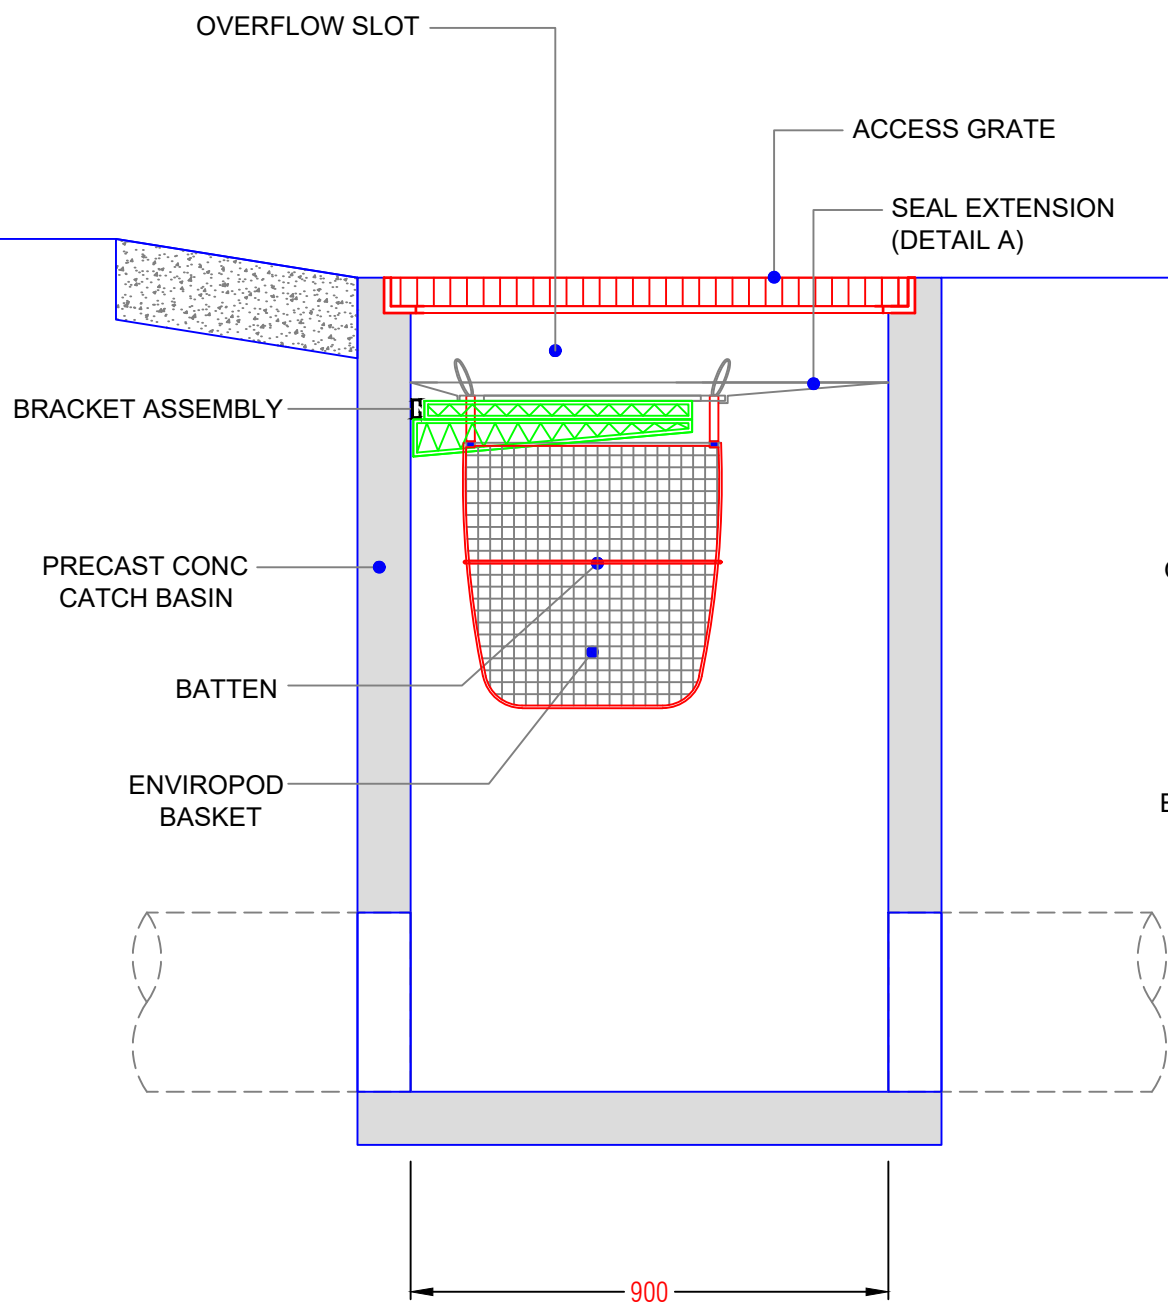 OVERFLOW SLOT
ACCESS GRATE
SEAL EXTENSION
(DETAIL A)
BRACKET ASSEMBLY
PRECAST CONC
CATCH BASIN
BATTEN
ENVIROPOD
BASKET
900